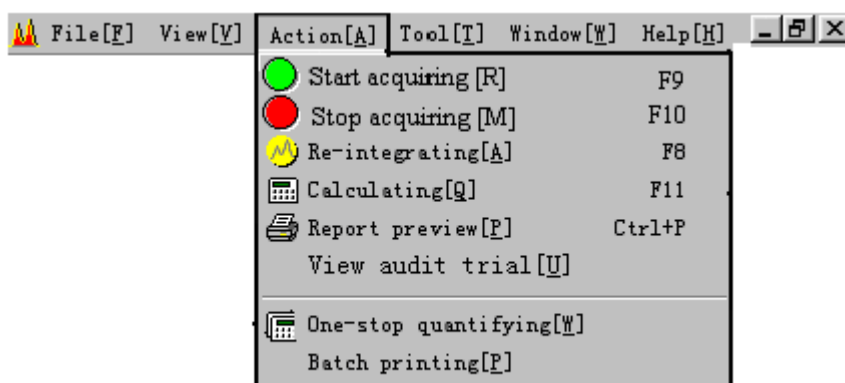 File[F] View[V] Action[A] Tool[T] Window[W] Help[H]
Start acquiring [R] F9
Stop acquiring [M] F10
Re-integrating[A] F8
Calculating[Q] F11
Report preview[P] Ctrl+P
View audit trial[U]
One-stop quantifying[W]
Batch printing[P]